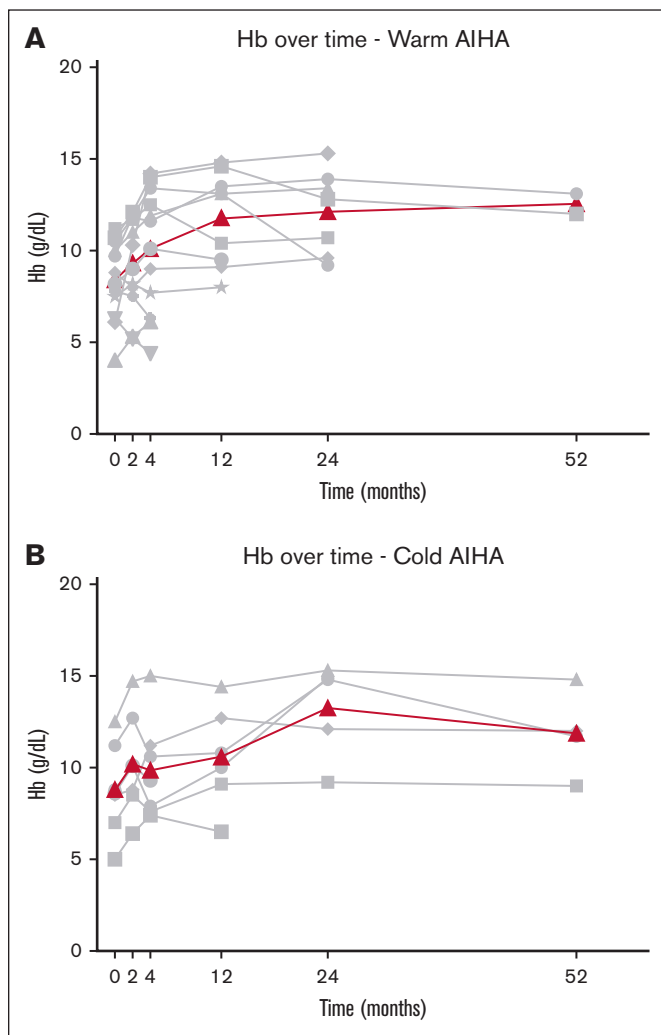 A
Hb over time - Warm AIHA
20
15
10
5
0
Hb (g/dL)
0 2 4 12 24 52
Time (months)
B
Hb over time - Cold AIHA
20
15
10
5
0
Hb (g/dL)
0 2 4 12 24 52
Time (months)